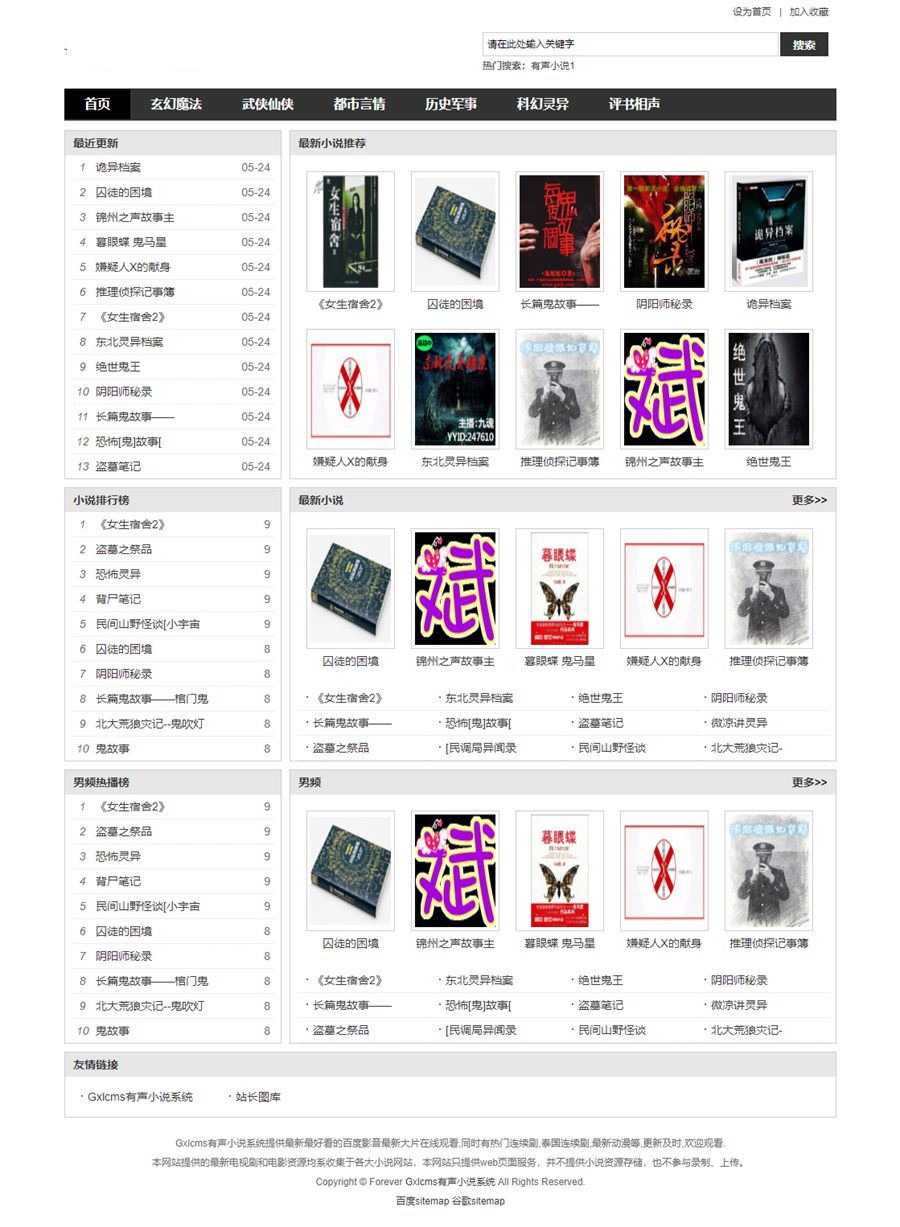 设为首页 | 加入收藏
请在此处输入关键字 搜索
热门搜索：有声小说1
首页 玄幻魔法 武侠仙侠 都市言情 历史军事 科幻灵异 评书相声
最近更新
1 诡异档案 05-24
2 囚徒的困境 05-24
3 锦州之声故事主 05-24
4 暮眼蝶 鬼马星 05-24
5 嫌疑人X的献身 05-24
6 推理侦探记事簿 05-24
7 《女生宿舍2》 05-24
8 东北灵异档案 05-24
9 绝世鬼王 05-24
10 阴阳师秘录 05-24
11 长篇鬼故事—— 05-24
12 恐怖[鬼]故事[ 05-24
13 盗墓笔记 05-24
最新小说推荐
女生宿舍
每夜一個鬼故事
诡异档案
《女生宿舍2》 囚徒的困境 长篇鬼故事—— 阴阳师秘录 诡异档案
X
东北灵异档案
主播:九魂
YYID:247610
斌
绝世鬼王
嫌疑人X的献身 东北灵异档案 推理侦探记事簿 锦州之声故事主 绝世鬼王
小说排行榜
1 《女生宿舍2》 9
2 盗墓之祭品 9
3 恐怖灵异 9
4 背尸笔记 9
5 民间山野怪谈[小宇宙 9
6 囚徒的困境 8
7 阴阳师秘录 8
8 长篇鬼故事——棺门鬼 8
9 北大荒狼灾记--鬼吹灯 8
10 鬼故事 8
最新小说 更多>>
斌
暮眼蝶
X
囚徒的困境 锦州之声故事主 暮眼蝶 鬼马星 嫌疑人X的献身 推理侦探记事簿
· 《女生宿舍2》 · 东北灵异档案 · 绝世鬼王 · 阴阳师秘录
· 长篇鬼故事—— · 恐怖[鬼]故事[ · 盗墓笔记 · 微凉讲灵异
· 盗墓之祭品 · [民调局异闻录 · 民间山野怪谈 · 北大荒狼灾记-
男频热播榜
1 《女生宿舍2》 9
2 盗墓之祭品 9
3 恐怖灵异 9
4 背尸笔记 9
5 民间山野怪谈[小宇宙 9
6 囚徒的困境 8
7 阴阳师秘录 8
8 长篇鬼故事——棺门鬼 8
9 北大荒狼灾记--鬼吹灯 8
10 鬼故事 8
男频 更多>>
斌
暮眼蝶
X
囚徒的困境 锦州之声故事主 暮眼蝶 鬼马星 嫌疑人X的献身 推理侦探记事簿
· 《女生宿舍2》 · 东北灵异档案 · 绝世鬼王 · 阴阳师秘录
· 长篇鬼故事—— · 恐怖[鬼]故事[ · 盗墓笔记 · 微凉讲灵异
· 盗墓之祭品 · [民调局异闻录 · 民间山野怪谈 · 北大荒狼灾记-
友情链接
· Gxlcms有声小说系统 · 站长图库
Gxlcms有声小说系统提供最新最好看的百度影音最新大片在线观看,同时有热门连续剧,泰国连续剧,最新动漫等,更新及时,欢迎观看.
本网站提供的最新电视剧和电影资源均系收集于各大小说网站，本网站只提供web页面服务，并不提供小说资源存储，也不参与录制、上传。
Copyright © Forever Gxlcms有声小说系统 All Rights Reserved.
百度sitemap 谷歌sitemap